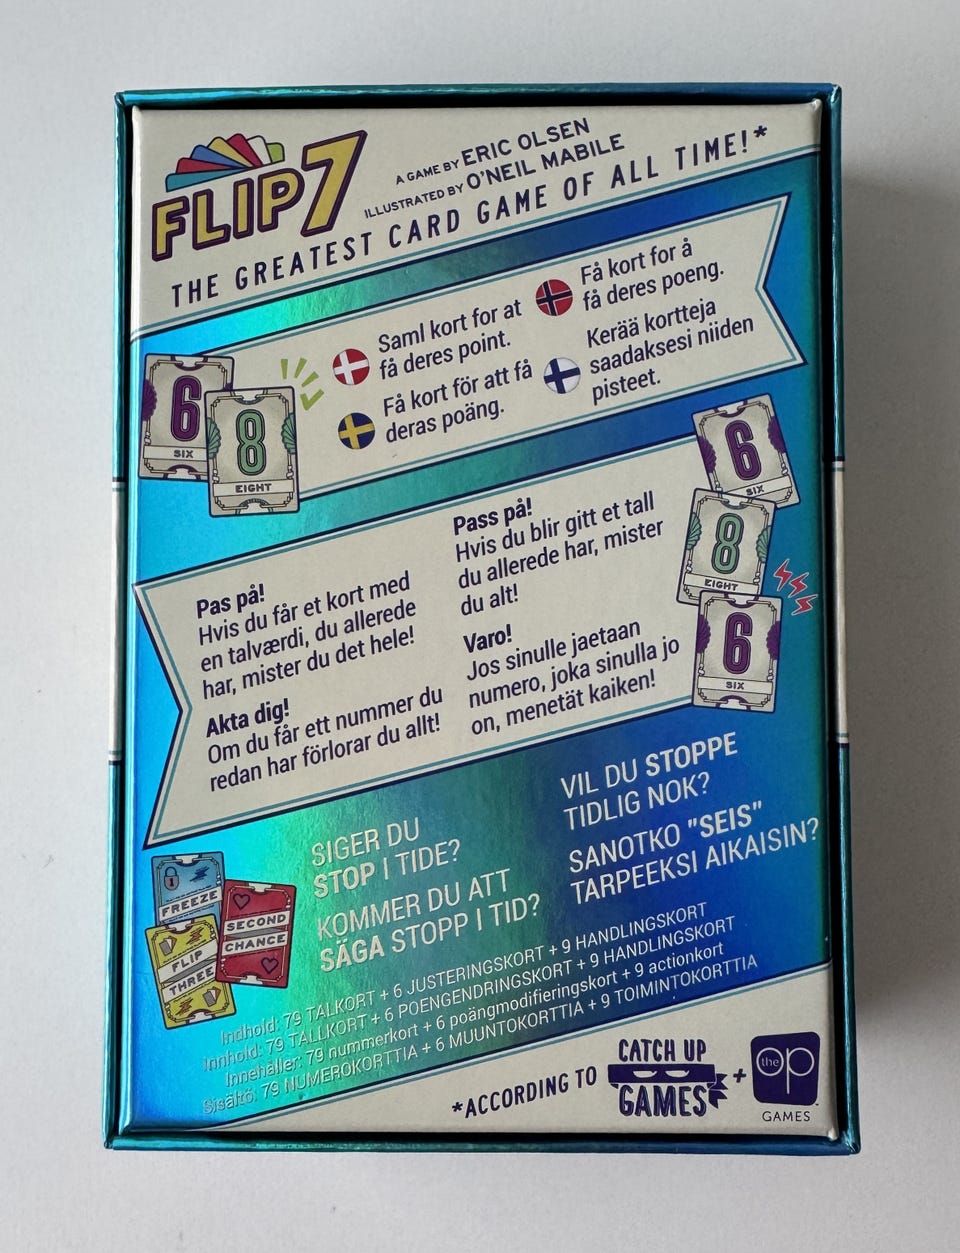 FLIP 7
A GAME BY ERIC OLSEN
ILLUSTRATED BY O'NEIL MABILE
THE GREATEST CARD GAME OF ALL TIME!*
6
SIX
8
EIGHT
Saml kort for at
få deres point.
Få kort för att få
deras poäng.
Få kort for å
få deres poeng.
Kerää kortteja
saadaksesi niiden
pisteet.
6
SIX
8
EIGHT
6
SIX
Pas på!
Hvis du får et kort med
en talværdi, du allerede
har, mister du det hele!
Akta dig!
Om du får ett nummer du
redan har förlorar du allt!
Pass på!
Hvis du blir gitt et tall
du allerede har, mister
du alt!
Varo!
Jos sinulle jaetaan
numero, joka sinulla jo
on, menetät kaiken!
FREEZE
SECOND
CHANCE
FLIP
THREE
SIGER DU
STOP I TIDE?
KOMMER DU ATT
SÄGA STOPP I TID?
VIL DU STOPPE
TIDLIG NOK?
SANOTKO "SEIS"
TARPEEKSI AIKAISIN?
Indhold: 79 TALKORT + 6 JUSTERINGSKORT + 9 HANDLINGSKORT
Innhold: 79 TALLKORT + 6 POENGENDRINGSKORT + 9 HANDLINGSKORT
Innehåller: 79 nummerkort + 6 poängmodifieringskort + 9 actionkort
Sisältö: 79 NUMEROKORTTIA + 6 MUUNTOKORTTIA + 9 TOIMINTOKORTTIA
*ACCORDING TO
CATCH UP
GAMES
+
the op
GAMES